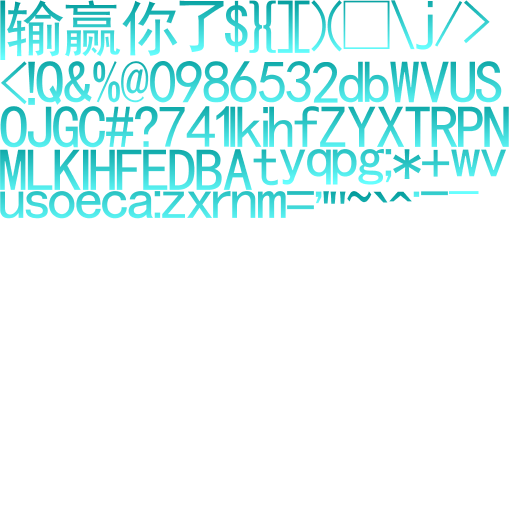 |输赢你了$}{][)(□\j/>
<!Q&%@0986532dbWVUS
OJGC#?741lkihfZYXTRPN
MLKIHFEDBAtyqpg;*+wv
usoeca:zxrnm=,"'~`^.-_